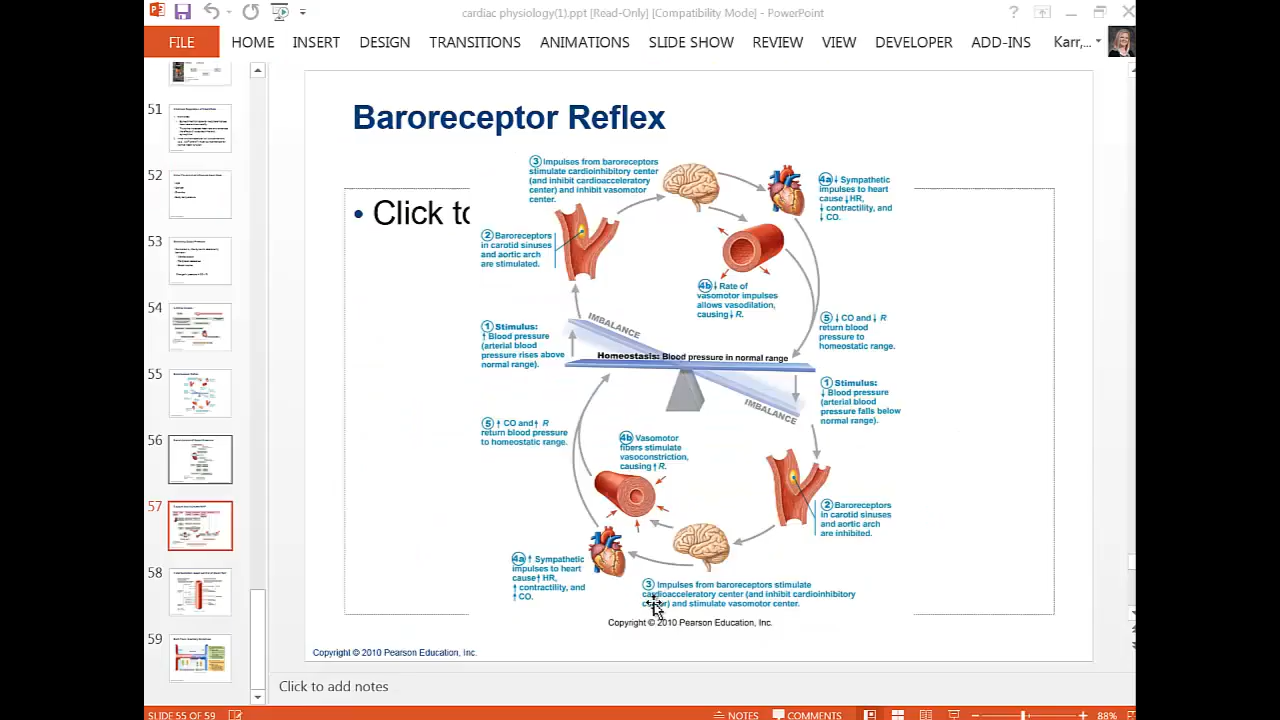 cardiac physiology(1).ppt [Read-Only] [Compatibility Mode] - PowerPoint
FILE HOME INSERT DESIGN TRANSITIONS ANIMATIONS SLIDE SHOW REVIEW VIEW DEVELOPER ADD-INS Karr,...
51
52
53
54
55
56
57
58
59
Baroreceptor Reflex
• Click to
3 Impulses from baroreceptors
stimulate cardioinhibitory center
(and inhibit cardioacceleratory
center) and inhibit vasomotor
center.
4a ↓ Sympathetic
impulses to heart
cause ↓HR,
↓ contractility, and
↓ CO.
2 Baroreceptors
in carotid sinuses
and aortic arch
are stimulated.
4b ↓ Rate of
vasomotor impulses
allows vasodilation,
causing ↓ R.
1 Stimulus:
↑ Blood pressure
(arterial blood
pressure rises above
normal range).
IMBALANCE
5 ↓ CO and ↓ R
return blood
pressure to
homeostatic range.
Homeostasis: Blood pressure in normal range
IMBALANCE
1 Stimulus:
↓ Blood pressure
(arterial blood
pressure falls below
normal range).
5 ↑ CO and ↑ R
return blood pressure
to homeostatic range.
4b Vasomotor
fibers stimulate
vasoconstriction,
causing ↑ R.
2 Baroreceptors
in carotid sinuses
and aortic arch
are inhibited.
4a ↑ Sympathetic
impulses to heart
cause ↑ HR,
↑ contractility, and
↑ CO.
3 Impulses from baroreceptors stimulate
cardioacceleratory center (and inhibit cardioinhibitory
center) and stimulate vasomotor center.
Copyright © 2010 Pearson Education, Inc.
Copyright © 2010 Pearson Education, Inc.
Click to add notes
SLIDE 55 OF 59 NOTES COMMENTS 88%